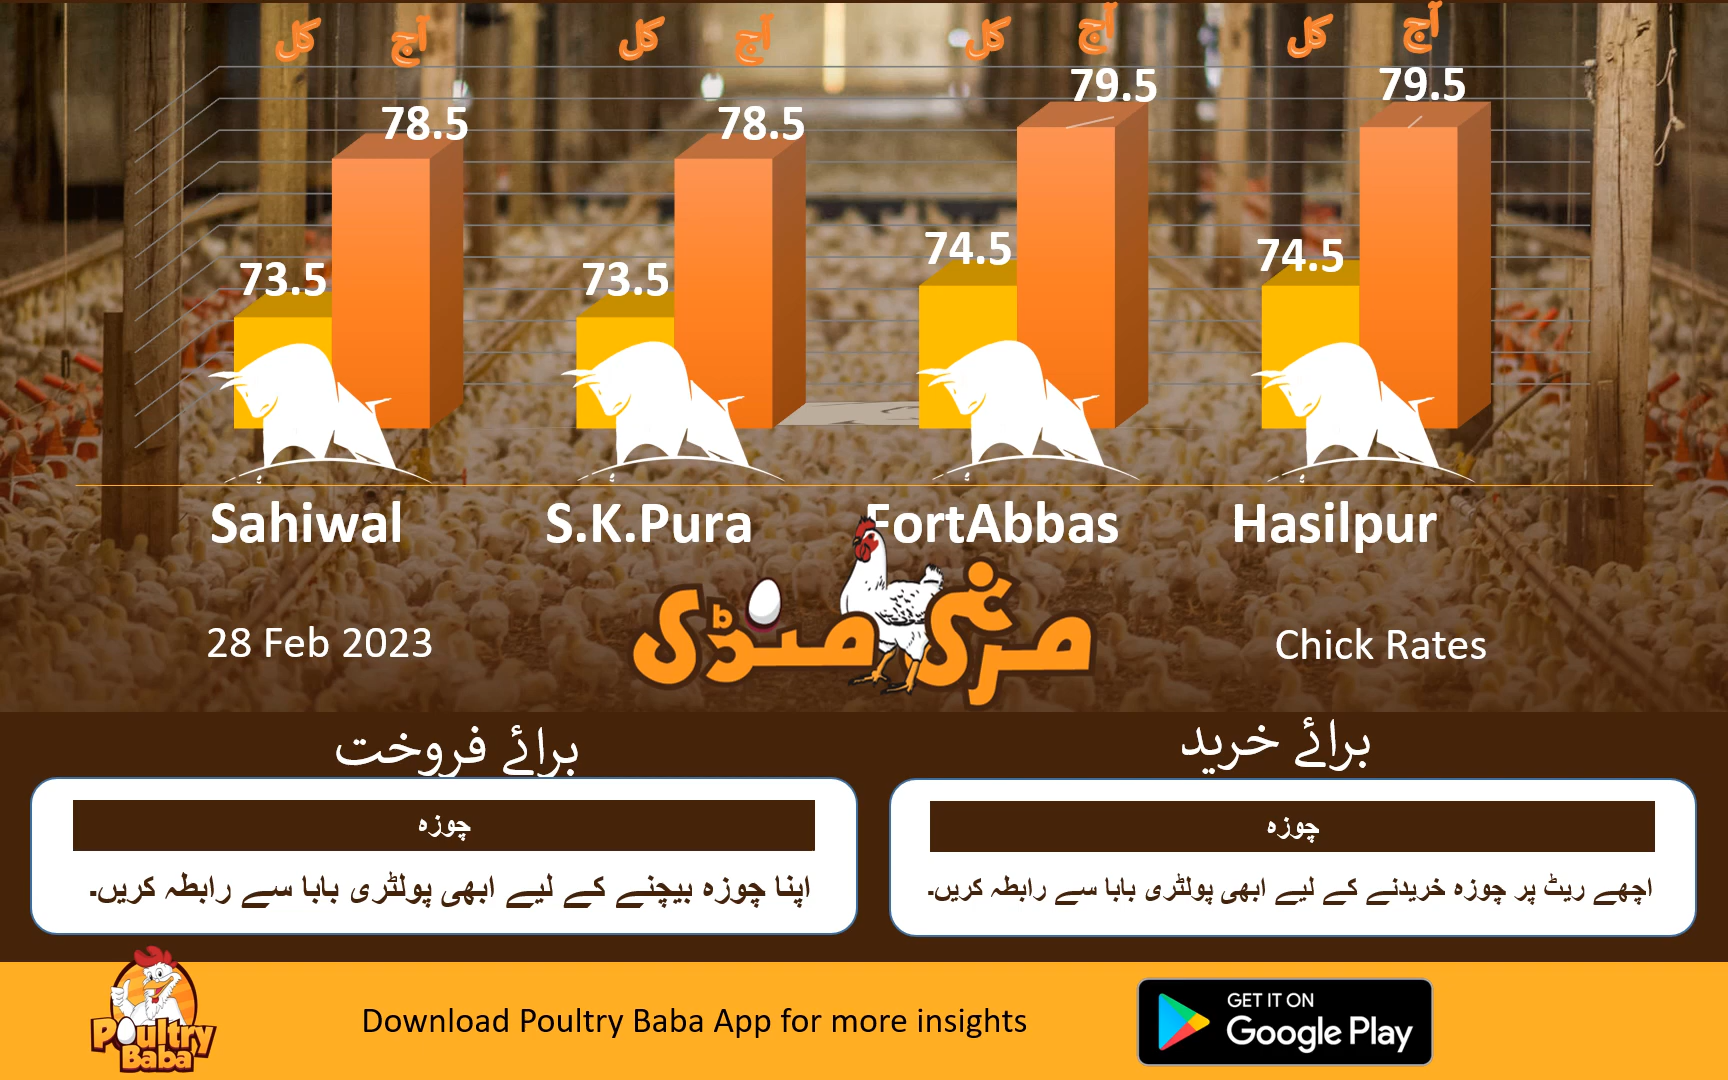 کل آج کل آج کل آج کل آج
78.5 78.5 79.5 79.5
73.5 73.5 74.5 74.5
Sahiwal S.K.Pura FortAbbas Hasilpur
28 Feb 2023
مرغی منڈی
Chick Rates
برائے فروخت
چوزہ
اپنا چوزہ بیچنے کے لیے ابھی پولٹری بابا سے رابطہ کریں۔
برائے خرید
چوزہ
اچھے ریٹ پر چوزہ خریدنے کے لیے ابھی پولٹری بابا سے رابطہ کریں۔
Poultry
Baba
Download Poultry Baba App for more insights
GET IT ON
Google Play